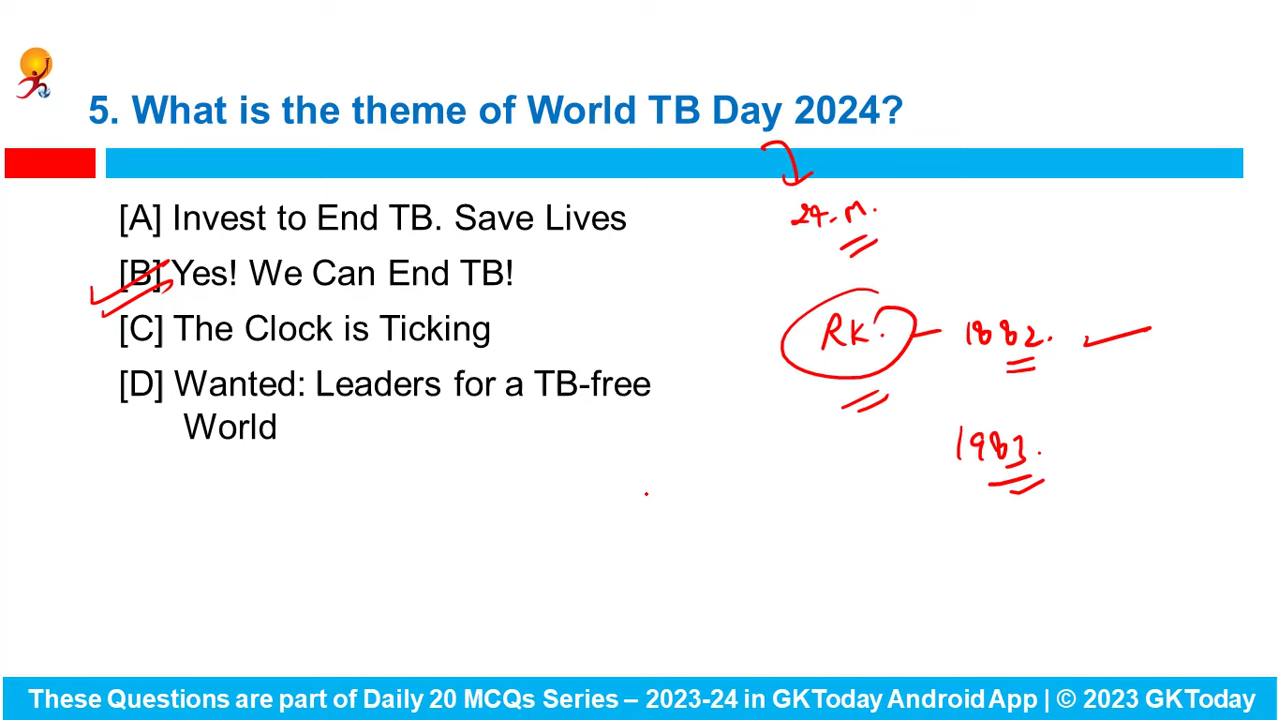 5. What is the theme of World TB Day 2024?
[A] Invest to End TB. Save Lives
24. M.
[B] Yes! We Can End TB!
[C] The Clock is Ticking
RK. – 1882.
[D] Wanted: Leaders for a TB-free
World
1983.
These Questions are part of Daily 20 MCQs Series – 2023-24 in GKToday Android App | © 2023 GKToday